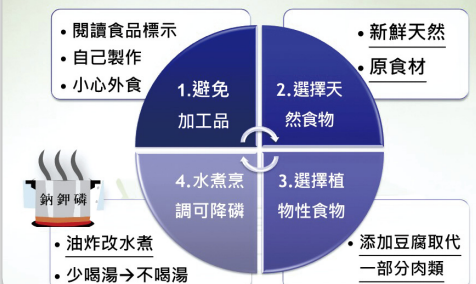 • 閱讀食品標示
• 自己製作
• 小心外食
• 新鮮天然
• 原食材
1.避免
加工品
2.選擇天
然食物
4.水煮烹
調可降磷
3.選擇植
物性食物
鈉鉀磷
• 油炸改水煮
• 少喝湯→不喝湯
• 添加豆腐取代
一部分肉類